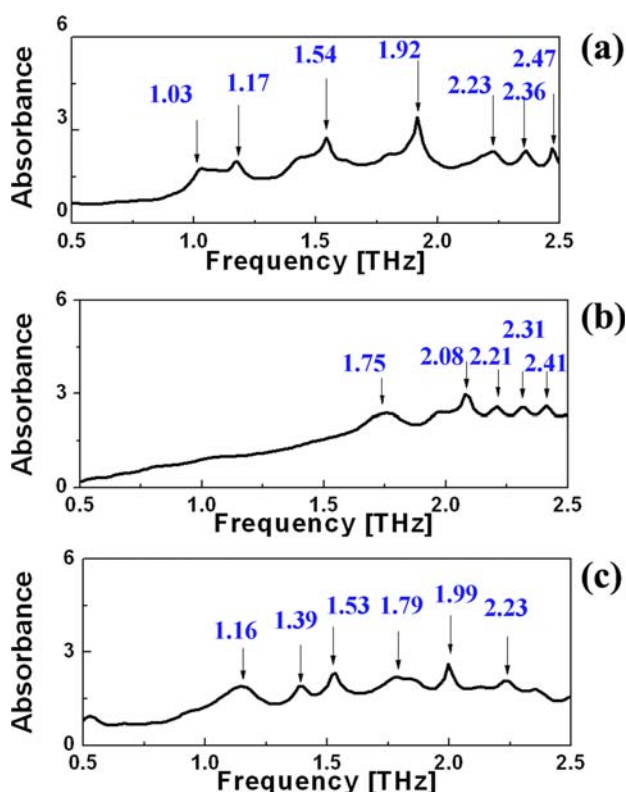 (a)
Absorbance
6
3
0
1.03
1.17
1.54
1.92
2.23
2.36
2.47
0.5 1.0 1.5 2.0 2.5
Frequency [THz]
(b)
Absorbance
6
3
0
1.75
2.08
2.21
2.31
2.41
0.5 1.0 1.5 2.0 2.5
Frequency [THz]
(c)
Absorbance
6
3
0
1.16
1.39
1.53
1.79
1.99
2.23
0.5 1.0 1.5 2.0 2.5
Frequency [THz]